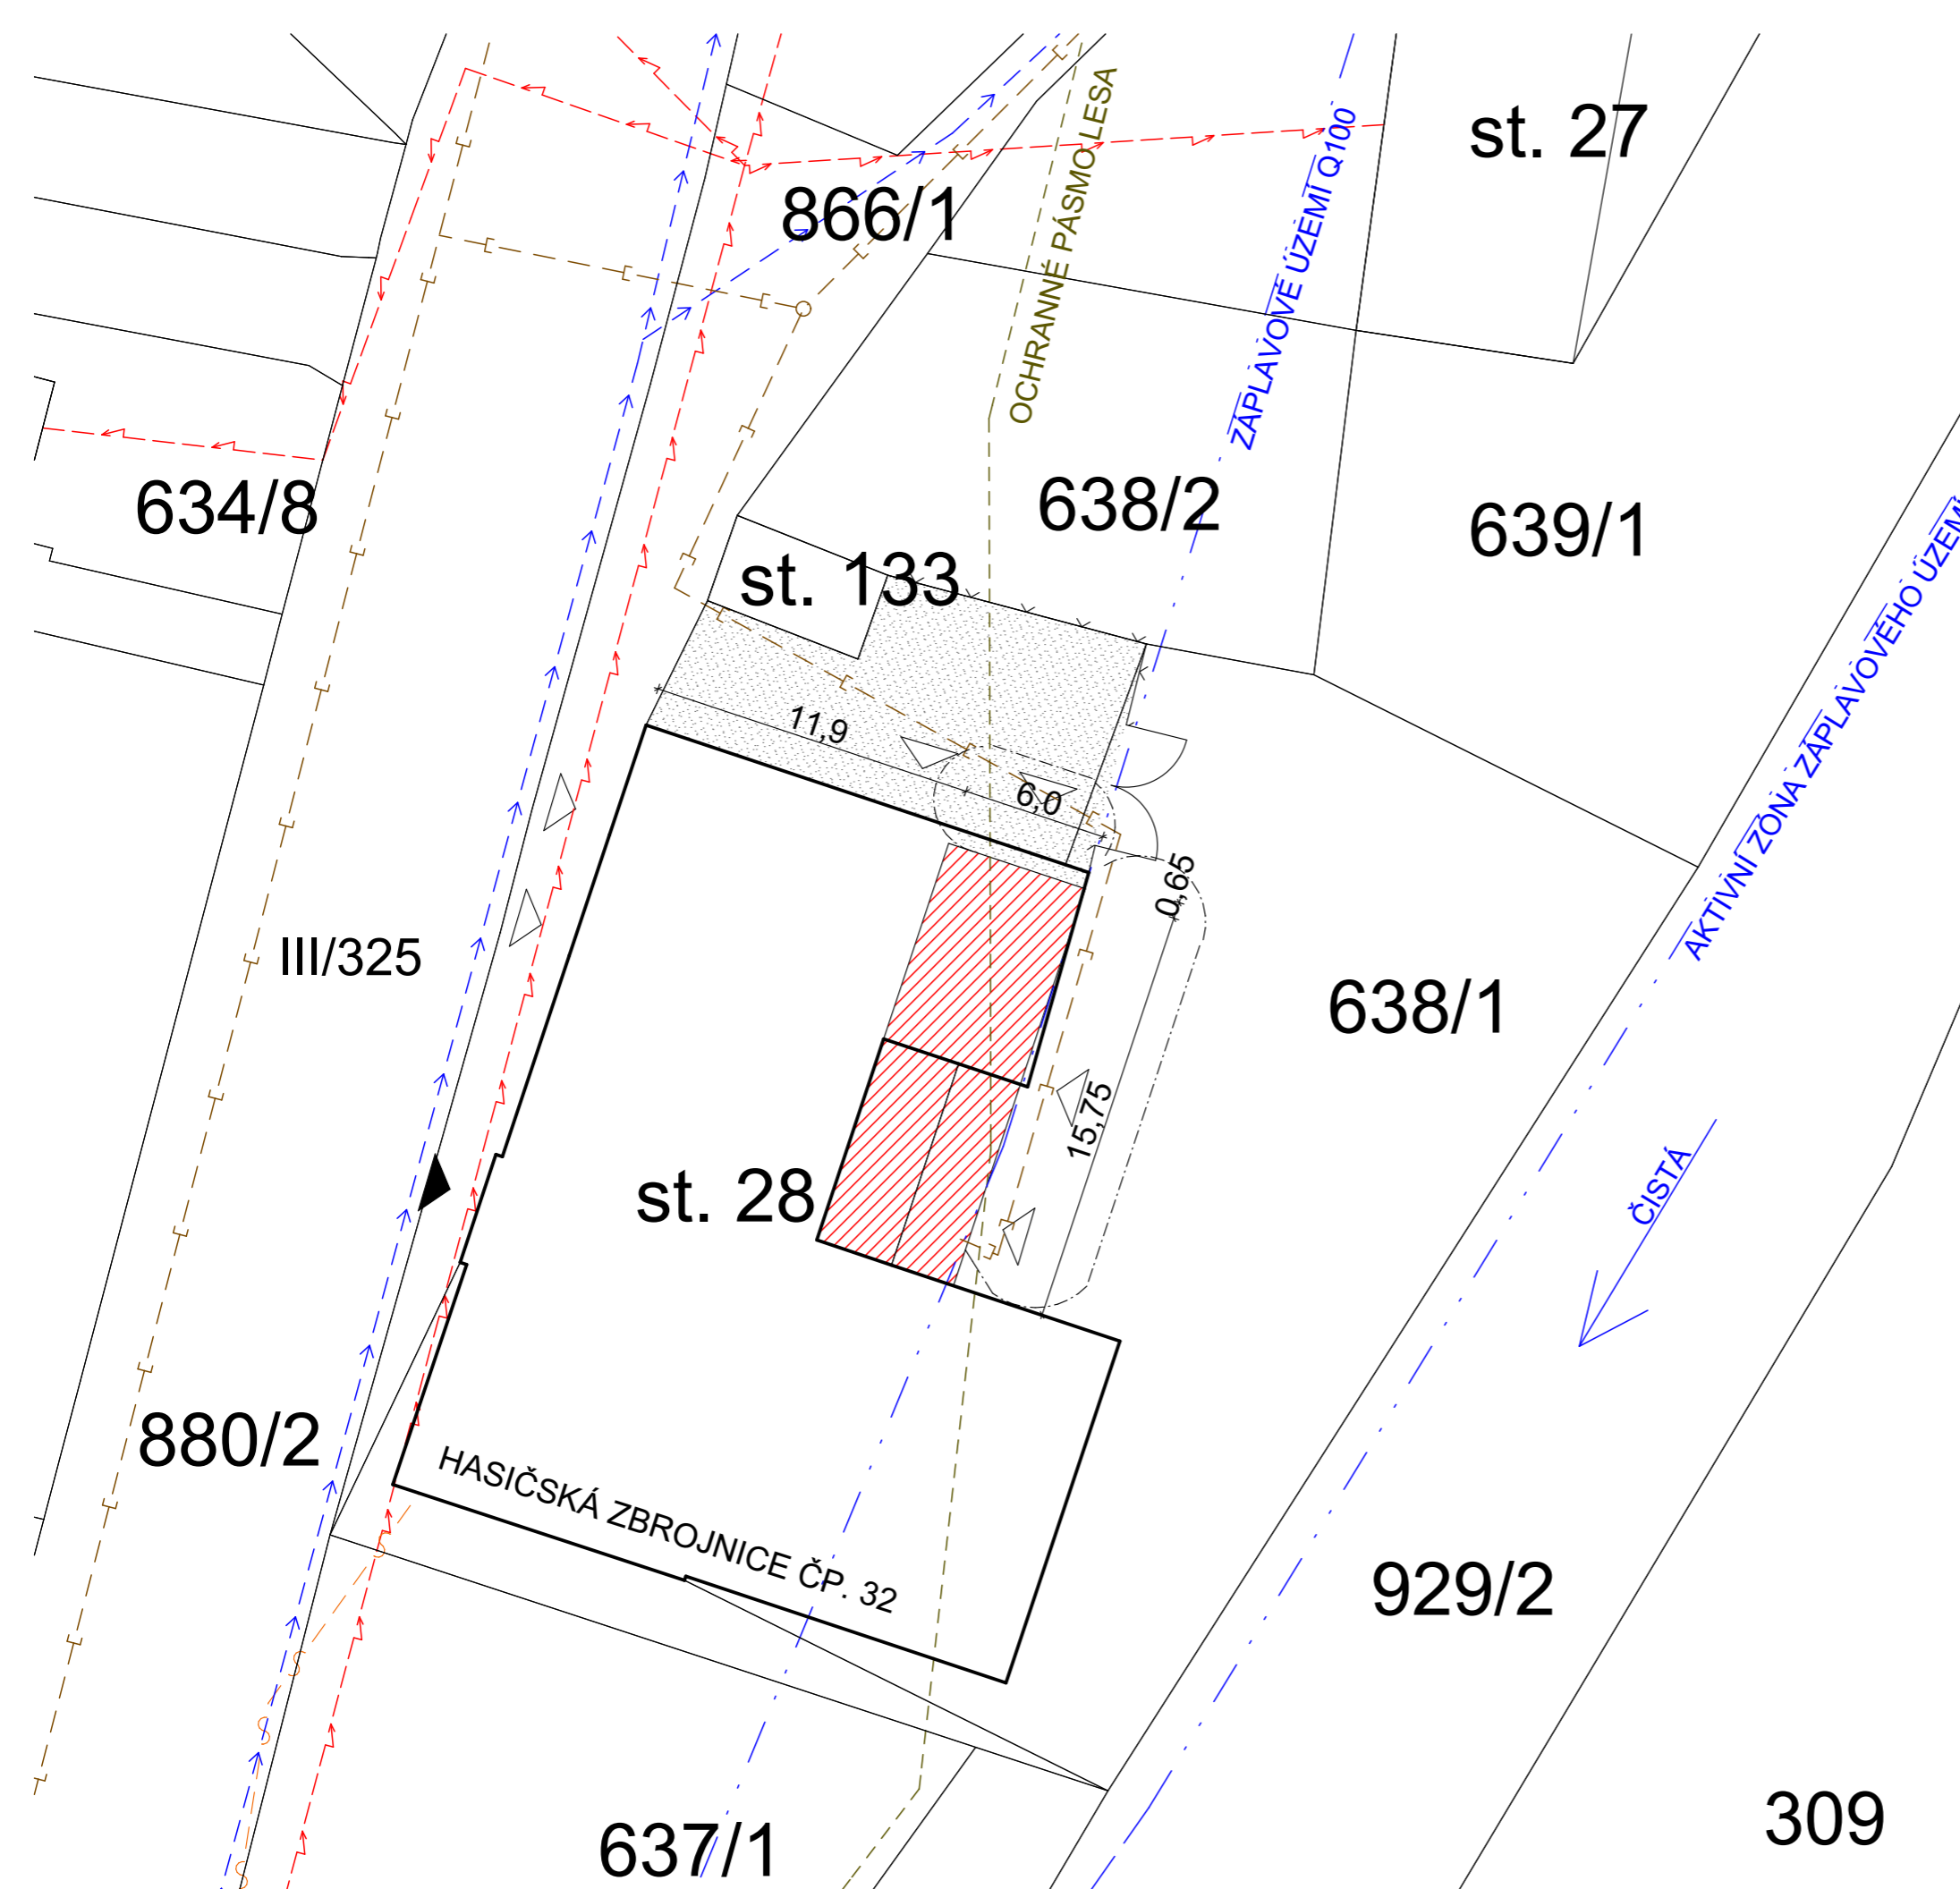 st. 27
866/1
OCHRANNÉ PÁSMO LESA
ZÁPLAVOVÉ ÚZEMÍ Q100
634/8
638/2
639/1
st. 133
AKTIVNÍ ZÓNA ZÁPLAVOVÉHO ÚZEMÍ
11,9
6,0
0,65
III/325
638/1
15,75
st. 28
ČISTÁ
880/2
HASIČSKÁ ZBROJNICE ČP. 32
929/2
637/1
309